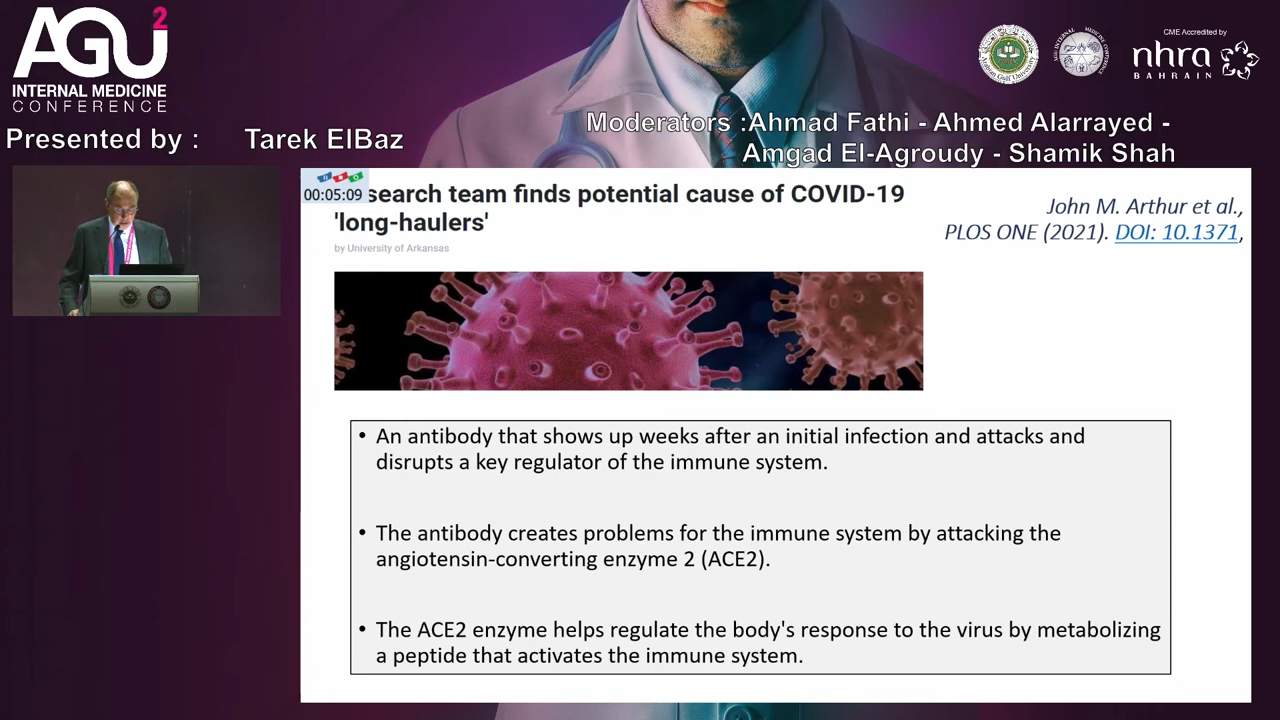 AGU2
INTERNAL MEDICINE
CONFERENCE
CME Accredited by
nhra
BAHRAIN
Presented by : Tarek ElBaz
Moderators :Ahmad Fathi - Ahmed Alarrayed -
Amgad El-Agroudy - Shamik Shah
00:05:09
search team finds potential cause of COVID-19
'long-haulers'
by University of Arkansas
John M. Arthur et al.,
PLOS ONE (2021). DOI: 10.1371,
• An antibody that shows up weeks after an initial infection and attacks and
disrupts a key regulator of the immune system.
• The antibody creates problems for the immune system by attacking the
angiotensin-converting enzyme 2 (ACE2).
• The ACE2 enzyme helps regulate the body's response to the virus by metabolizing
a peptide that activates the immune system.